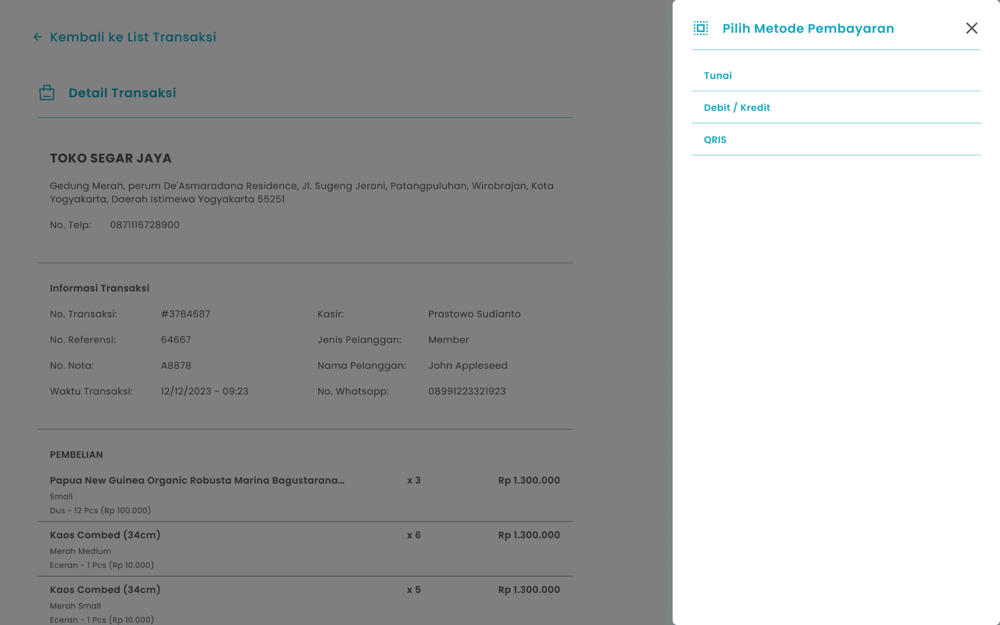 Kembali ke List Transaksi
Detail Transaksi
TOKO SEGAR JAYA
Gedung Merah, perum De'Asmaradana Residence, Jl. Sugeng Jeroni, Patangpuluhan, Wirobrajan, Kota
Yogyakarta, Daerah Istimewa Yogyakarta 55251
No. Telp: 0871116728900
Informasi Transaksi
No. Transaksi: #3784687 Kasir: Prastowo Sudianto
No. Referensi: 64667 Jenis Pelanggan: Member
No. Nota: A8878 Nama Pelanggan: John Appleseed
Waktu Transaksi: 12/12/2023 - 09:23 No. Whatsapp: 08991223321923
PEMBELIAN
Papua New Guinea Organic Robusta Marina Bagustarana... x 3 Rp 1.300.000
Small
Dus - 12 Pcs (Rp 100.000)
Kaos Combed (34cm) x 6 Rp 1.300.000
Merah Medium
Eceran - 1 Pcs (Rp 10.000)
Kaos Combed (34cm) x 5 Rp 1.300.000
Merah Small
Eceran - 1 Pcs (Rp 10.000)
Pilih Metode Pembayaran
Tunai
Debit / Kredit
QRIS